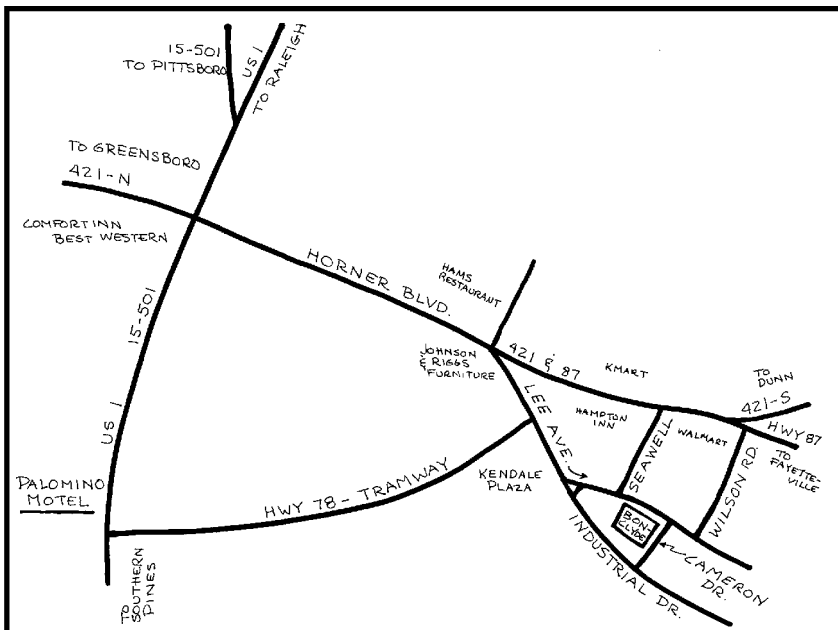 15-501
TO PITTSBORO
US 1
TO RALEIGH
TO GREENSBORO
421-N
COMFORT INN
BEST WESTERN
HORNER BLVD.
HAMS
RESTAURANT
15-501
US 1
JOHNSON
& RIGGS
FURNITURE
421 & 87
KMART
TO
DUNN
421-S
HWY 87
TO
FAYETTE-
VILLE
LEE AVE.
HAMPTON
INN
SEAWELL
WALMART
WILSON RD.
KENDALE
PLAZA
PALOMINO
MOTEL
HWY 78-TRAMWAY
BON-
CLYDE
CAMERON
DR.
INDUSTRIAL DR.
TO
SOUTHERN
PINES